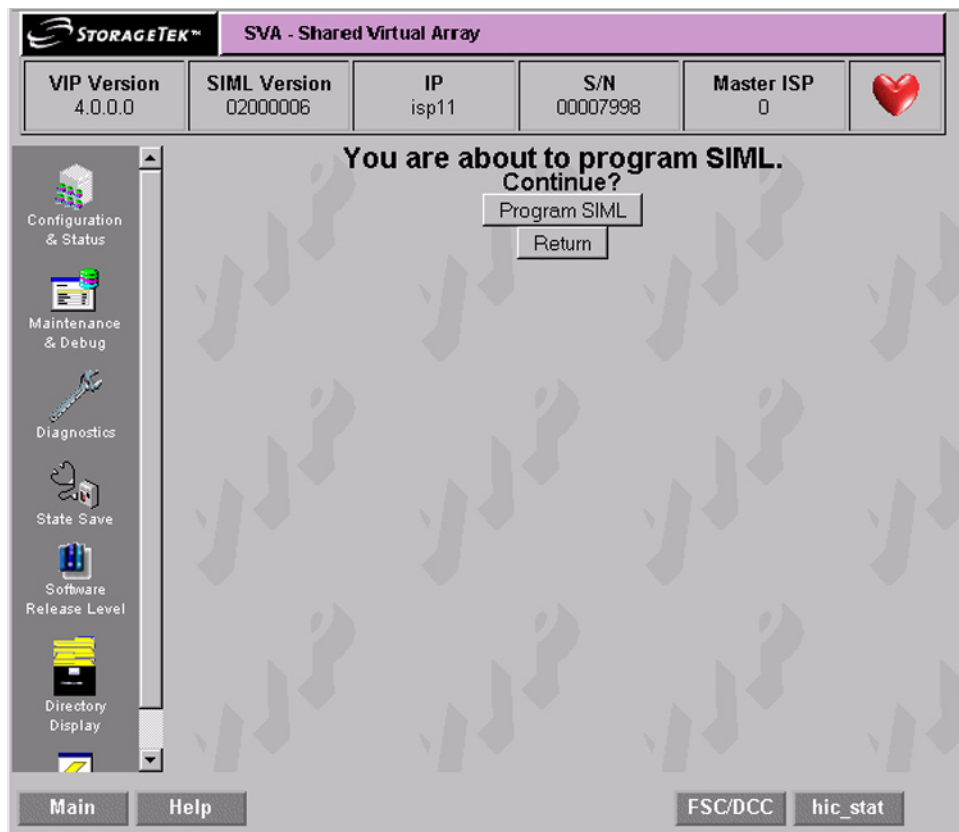 STORAGETEK™
SVA - Shared Virtual Array
VIP Version
4.0.0.0
SIML Version
02000006
IP
isp11
S/N
00007998
Master ISP
0
You are about to program SIML.
Continue?
Program SIML
Return
Configuration
& Status
Maintenance
& Debug
Diagnostics
State Save
Software
Release Level
Directory
Display
Main
Help
FSC/DCC
hic_stat